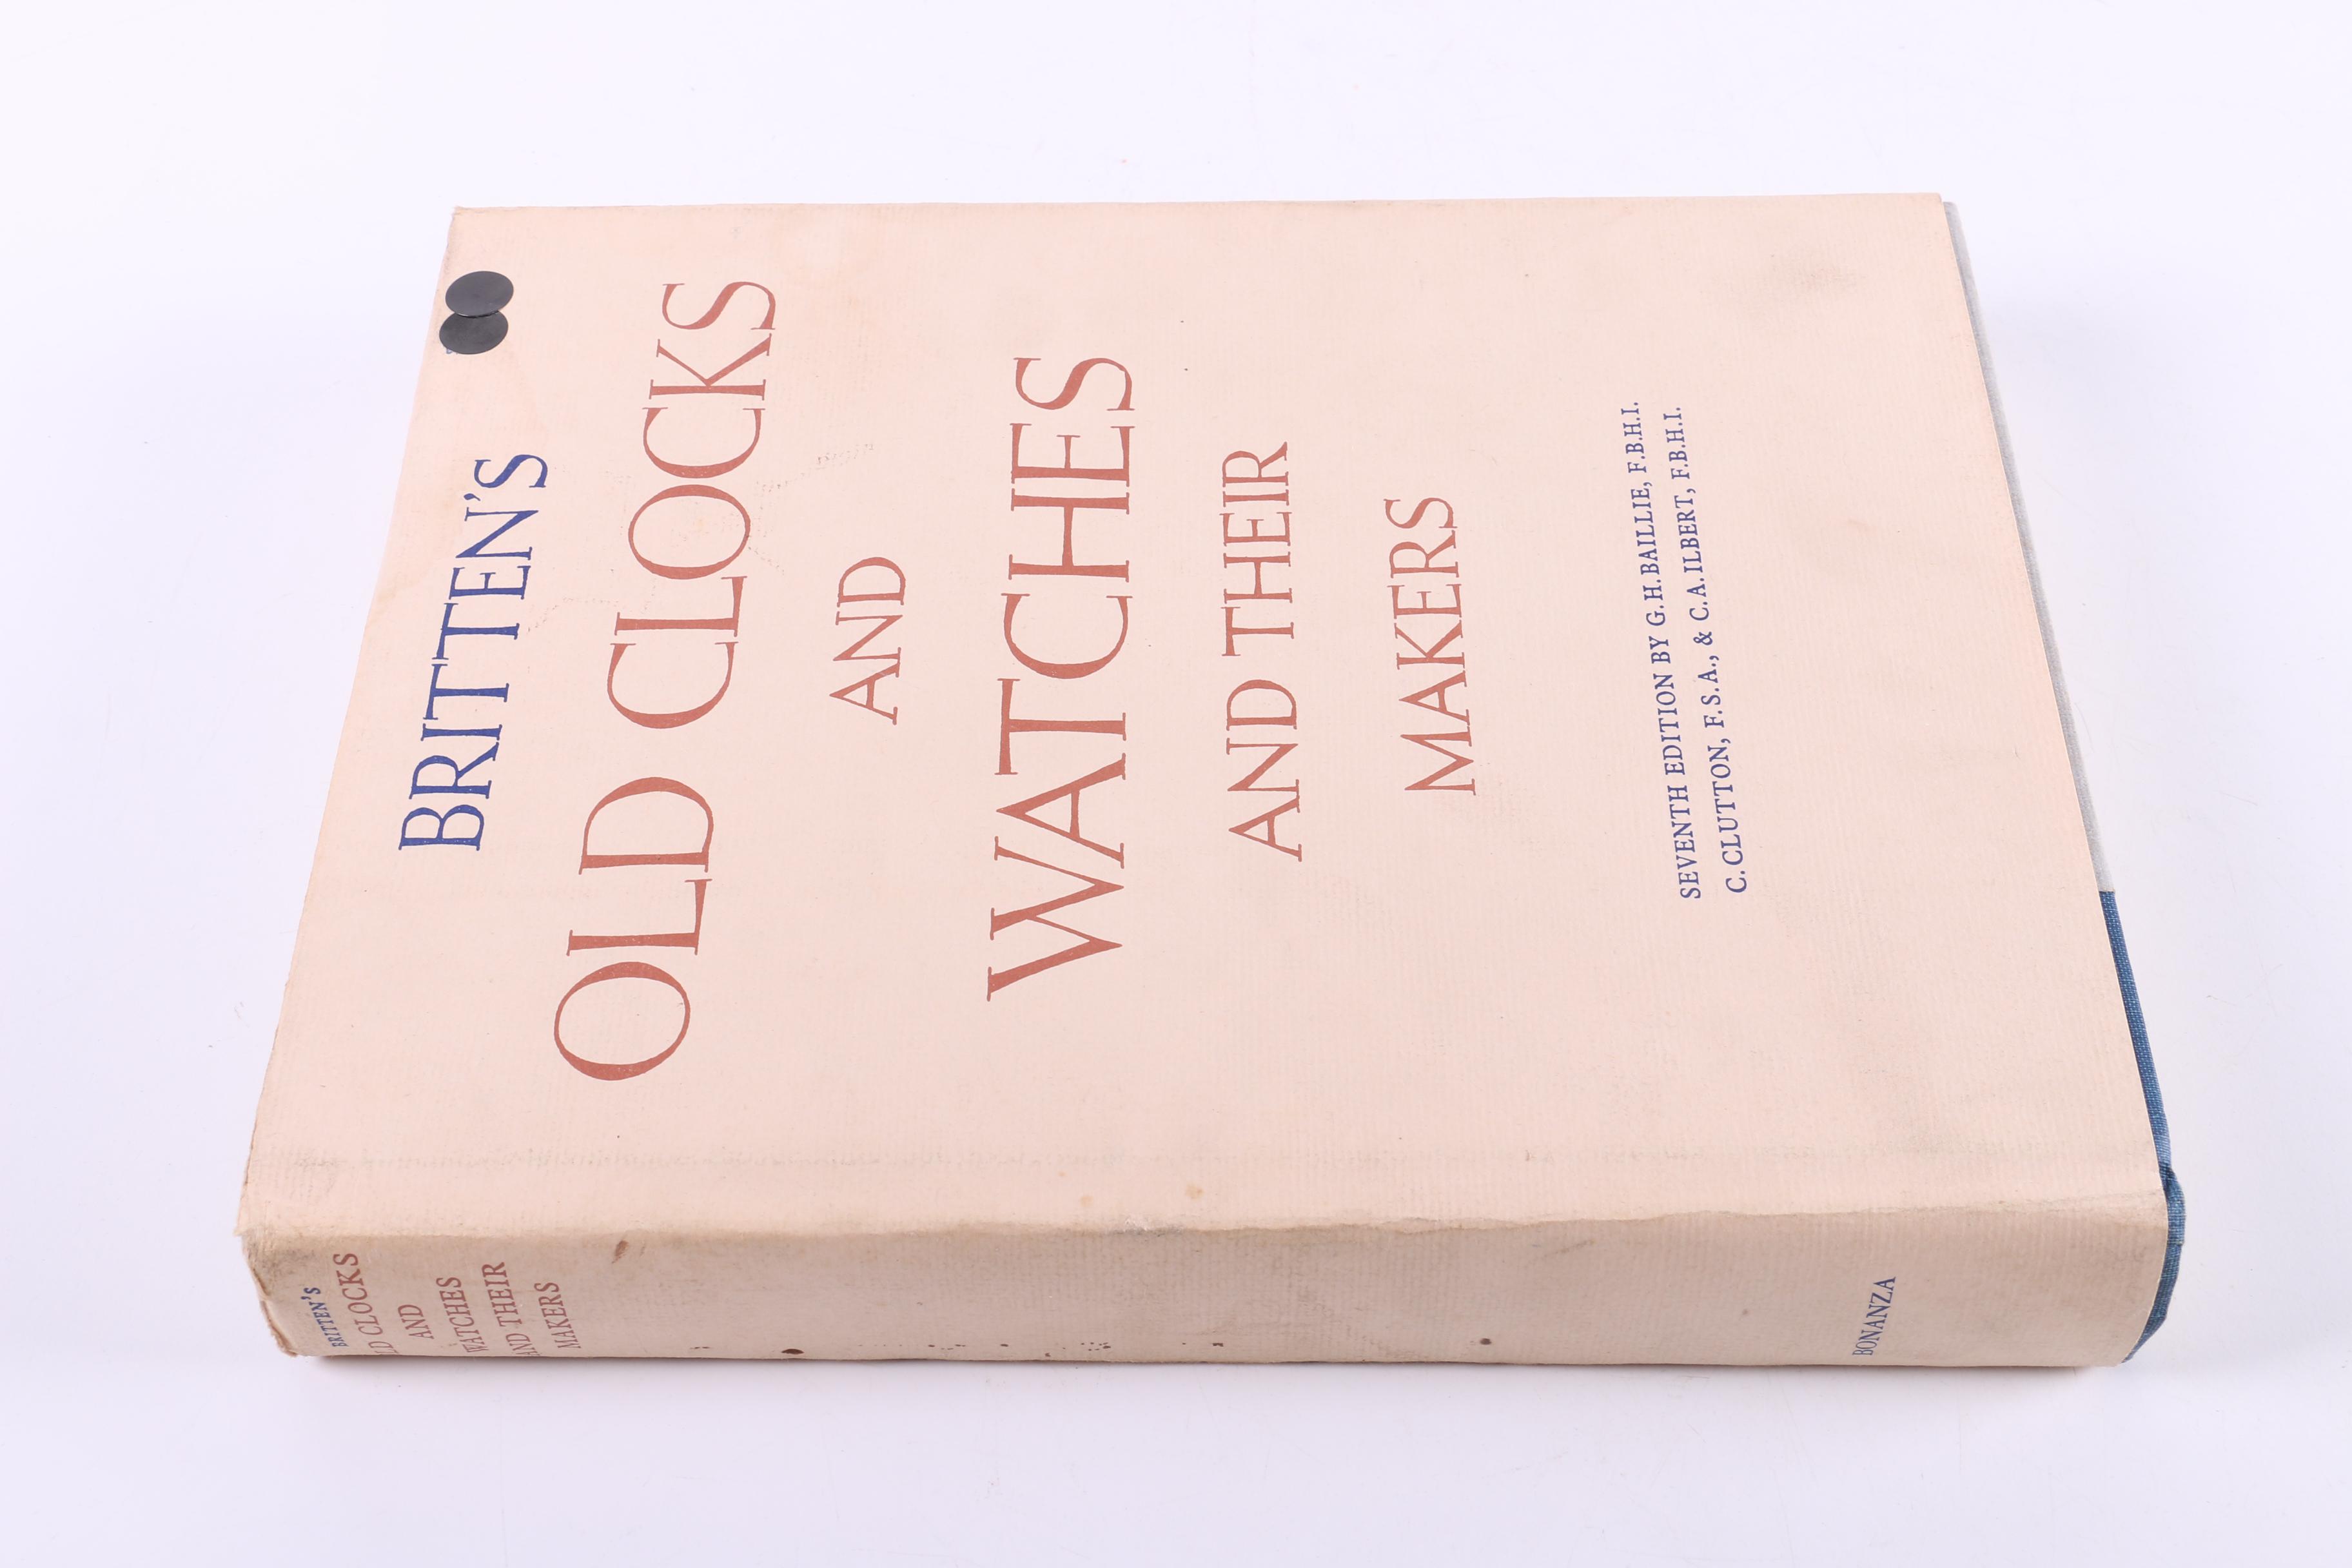 BRITTEN'S
OLD CLOCKS
AND
WATCHES
AND THEIR
MAKERS
SEVENTH EDITION BY G.H.BAILLIE, F.B.H.I.
C.CLUTTON, F.S.A., & C.A.ILBERT, F.B.H.I.
BRITTEN'S
LD CLOCKS
AND
WATCHES
AND THEIR
MAKERS
BONANZA